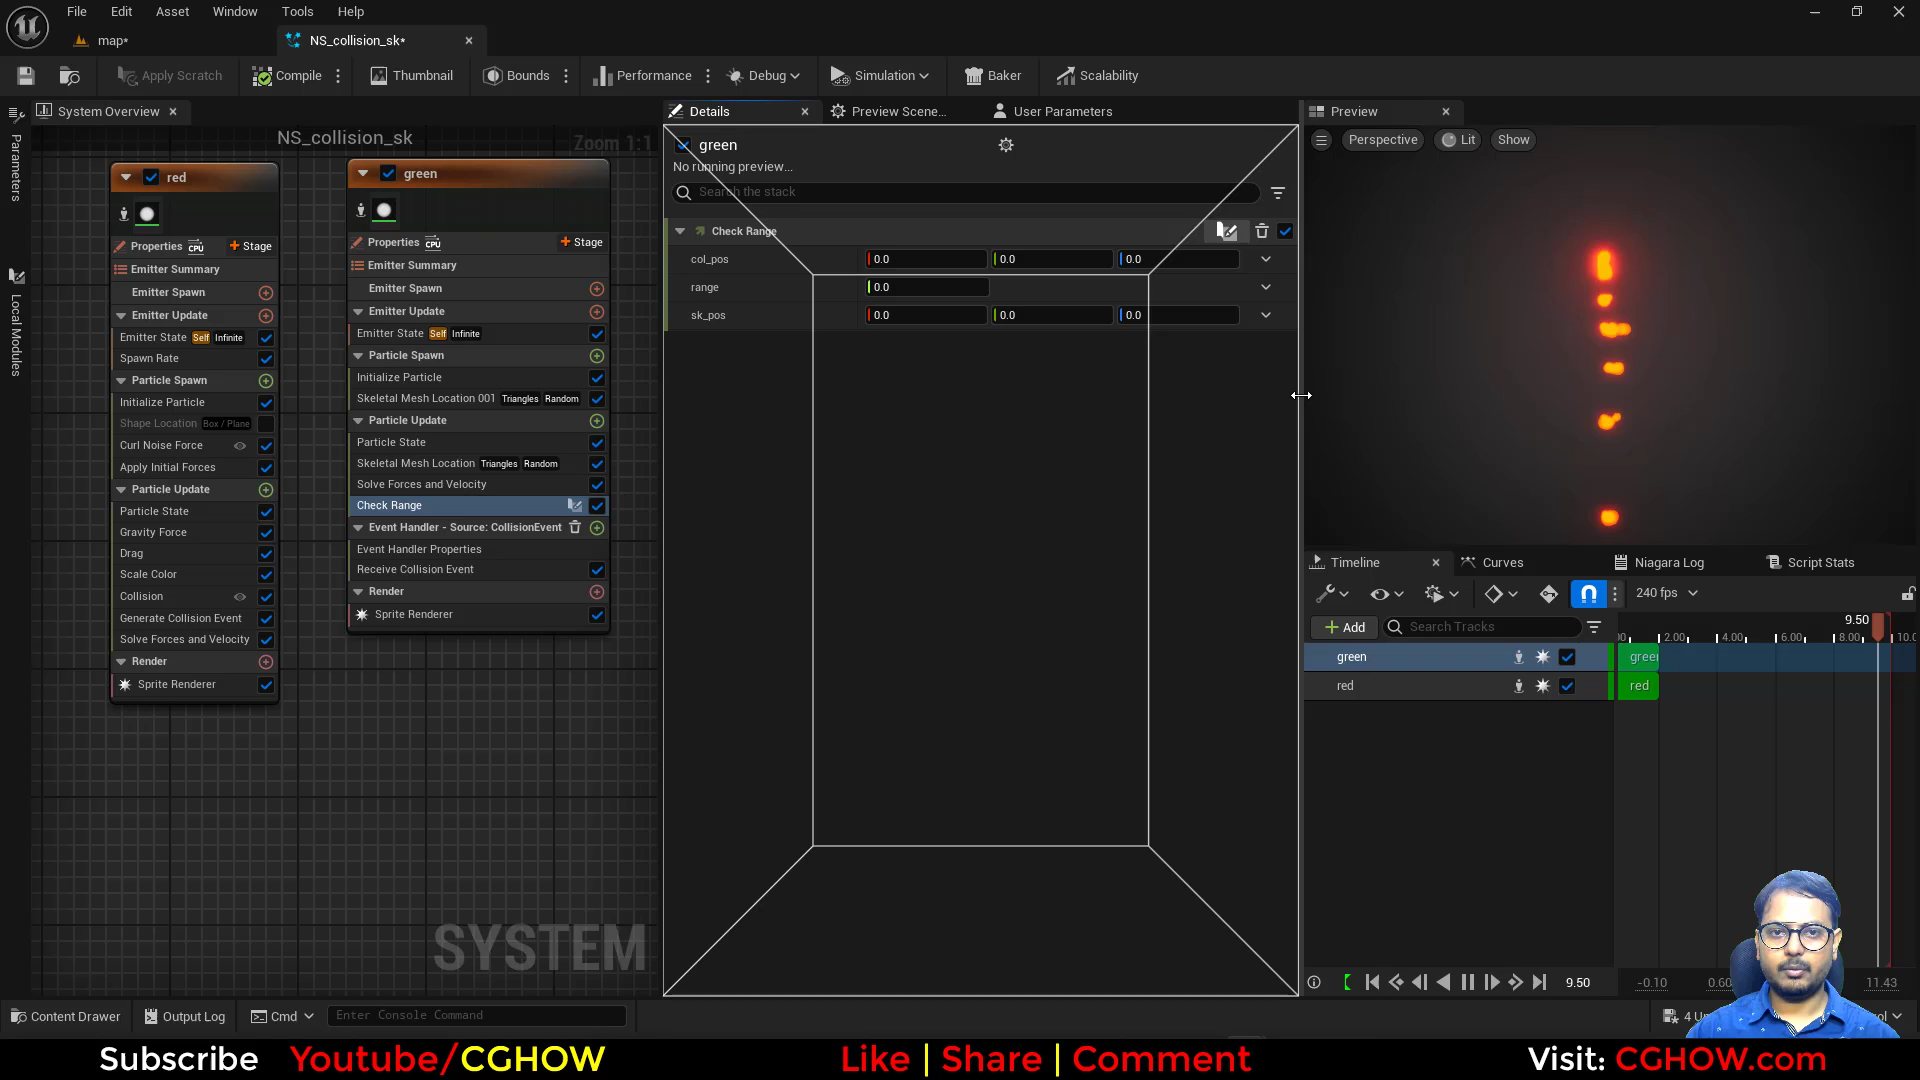 File Edit Asset Window Tools Help
map*
NS_collision_sk*
Apply Scratch Compile Thumbnail Bounds Performance Debug Simulation Baker Scalability
System Overview
Parameters
Local Modules
NS_collision_sk
Zoom 1:1
red
Properties CPU Stage
Emitter Summary
Emitter Spawn
Emitter Update
Emitter State Self Infinite
Spawn Rate
Particle Spawn
Initialize Particle
Shape Location Box / Plane
Curl Noise Force
Apply Initial Forces
Particle Update
Particle State
Gravity Force
Drag
Scale Color
Collision
Generate Collision Event
Solve Forces and Velocity
Render
Sprite Renderer
green
Properties CPU Stage
Emitter Summary
Emitter Spawn
Emitter Update
Emitter State Self Infinite
Particle Spawn
Initialize Particle
Skeletal Mesh Location 001 Triangles Random
Particle Update
Particle State
Skeletal Mesh Location Triangles Random
Solve Forces and Velocity
Check Range
Event Handler - Source: CollisionEvent
Event Handler Properties
Receive Collision Event
Render
Sprite Renderer
SYSTEM
Details Preview Scene... User Parameters
green
No running preview...
Search the stack
Check Range
col_pos 0.0 0.0 0.0
range 0.0
sk_pos 0.0 0.0 0.0
Preview
Perspective Lit Show
Timeline Curves Niagara Log Script Stats
240 fps
9.50
Add Search Tracks
2.00 4.00 6.00 8.00
green
red
red
9.50 -0.10 11.43
Content Drawer Output Log Cmd Enter Console Command
Subscribe Youtube/CGHOW Like | Share | Comment Visit: CGHOW.com